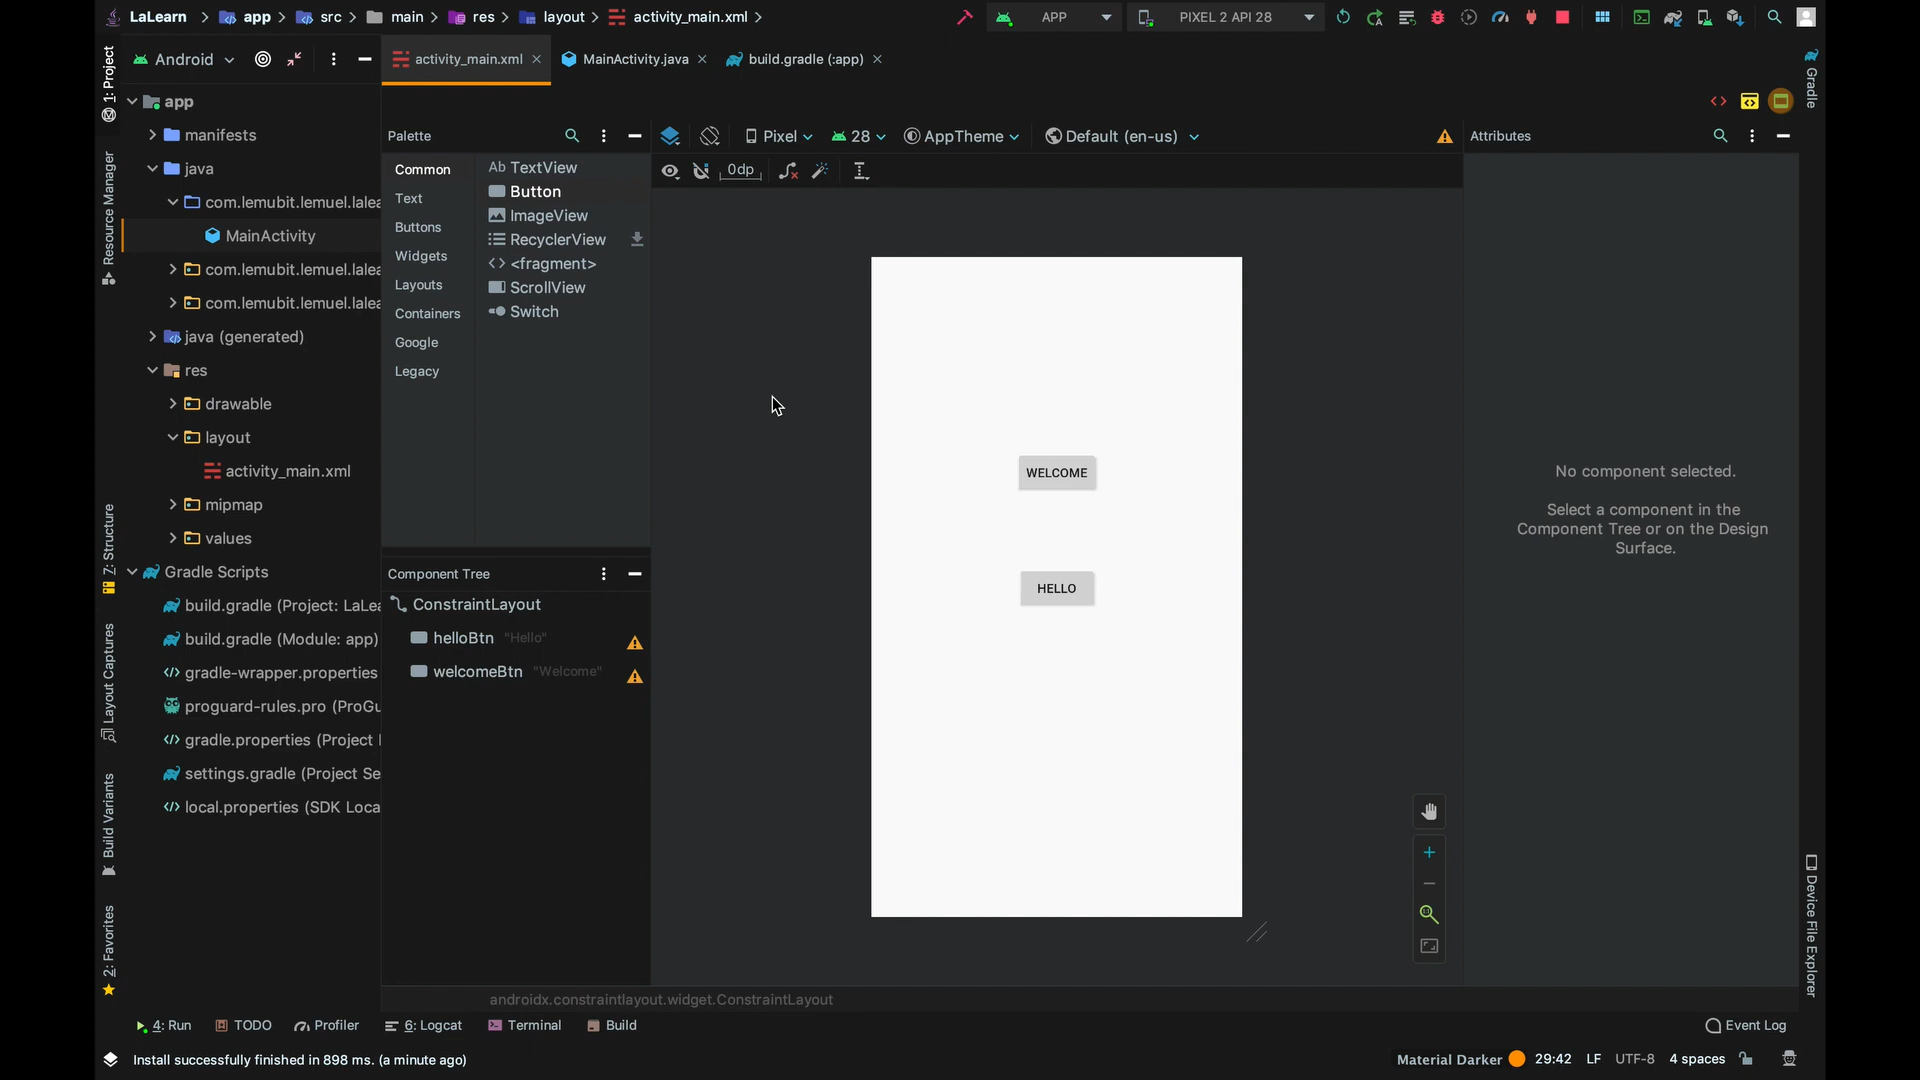 LaLearn app src main res layout activity_main.xml APP PIXEL 2 API 28
Android activity_main.xml MainActivity.java build.gradle (:app)
1: Project
Resource Manager
7: Structure
Layout Captures
Build Variants
2: Favorites
app
manifests
java
com.lemubit.lemuel.lalea
MainActivity
com.lemubit.lemuel.lalea
com.lemubit.lemuel.lalea
java (generated)
res
drawable
layout
activity_main.xml
mipmap
values
Gradle Scripts
build.gradle (Project: LaLea
build.gradle (Module: app)
gradle-wrapper.properties
proguard-rules.pro (ProGu
gradle.properties (Project
settings.gradle (Project Se
local.properties (SDK Loca
Palette
Common
Text
Buttons
Widgets
Layouts
Containers
Google
Legacy
Ab TextView
Button
ImageView
RecyclerView
<fragment>
ScrollView
Switch
Component Tree
ConstraintLayout
helloBtn "Hello"
welcomeBtn "Welcome"
Pixel 28 AppTheme Default (en-us)
0dp
WELCOME
HELLO
Attributes
No component selected.
Select a component in the
Component Tree or on the Design
Surface.
Gradle
Device File Explorer
androidx.constraintlayout.widget.ConstraintLayout
4: Run TODO Profiler 6: Logcat Terminal Build Event Log
Install successfully finished in 898 ms. (a minute ago) Material Darker 29:42 LF UTF-8 4 spaces